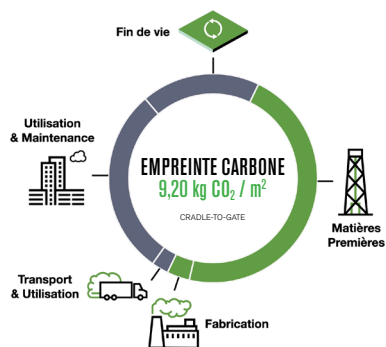 Fin de vie
Utilisation
& Maintenance
EMPREINTE CARBONE
9,20 kg CO₂ / m²
CRADLE-TO-GATE
Matières
Premières
Transport
& Utilisation
Fabrication